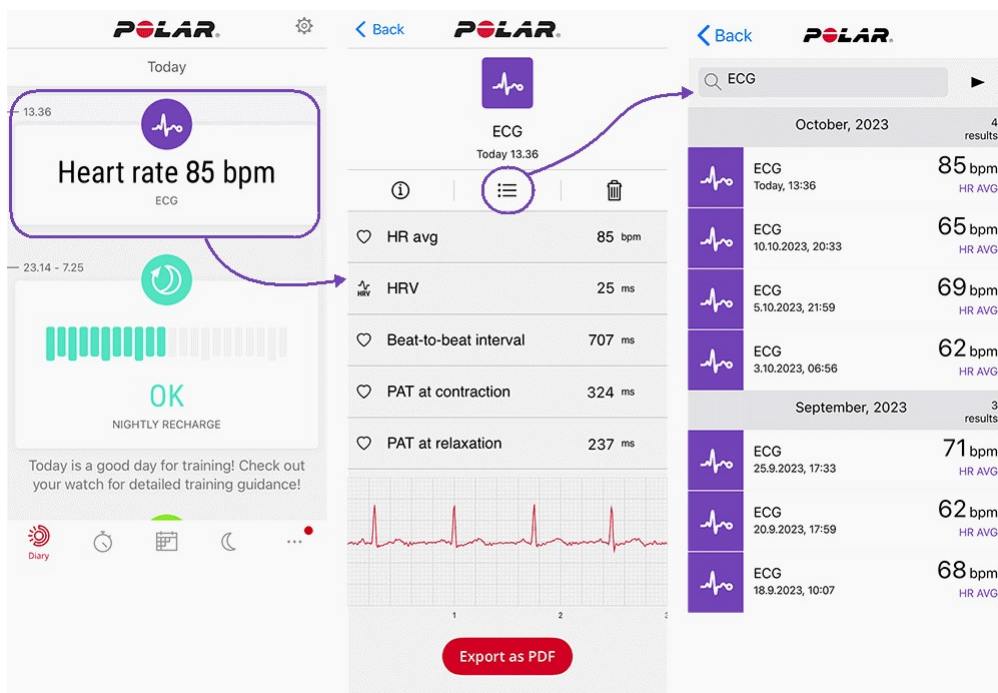 POLAR.
Today
13.36
Heart rate 85 bpm
ECG
23.14 - 7.25
OK
NIGHTLY RECHARGE
Today is a good day for training! Check out
your watch for detailed training guidance!
Diary
Back
POLAR.
ECG
Today 13.36
HR avg 85 bpm
HRV HRV 25 ms
Beat-to-beat interval 707 ms
PAT at contraction 324 ms
PAT at relaxation 237 ms
1 2 3
Export as PDF
Back
POLAR.
ECG
October, 2023 4 results
ECG 85 bpm
Today, 13:36 HR AVG
ECG 65 bpm
10.10.2023, 20:33 HR AVG
ECG 69 bpm
5.10.2023, 21:59 HR AVG
ECG 62 bpm
3.10.2023, 06:56 HR AVG
September, 2023 3 results
ECG 71 bpm
25.9.2023, 17:33 HR AVG
ECG 62 bpm
20.9.2023, 17:59 HR AVG
ECG 68 bpm
18.9.2023, 10:07 HR AVG